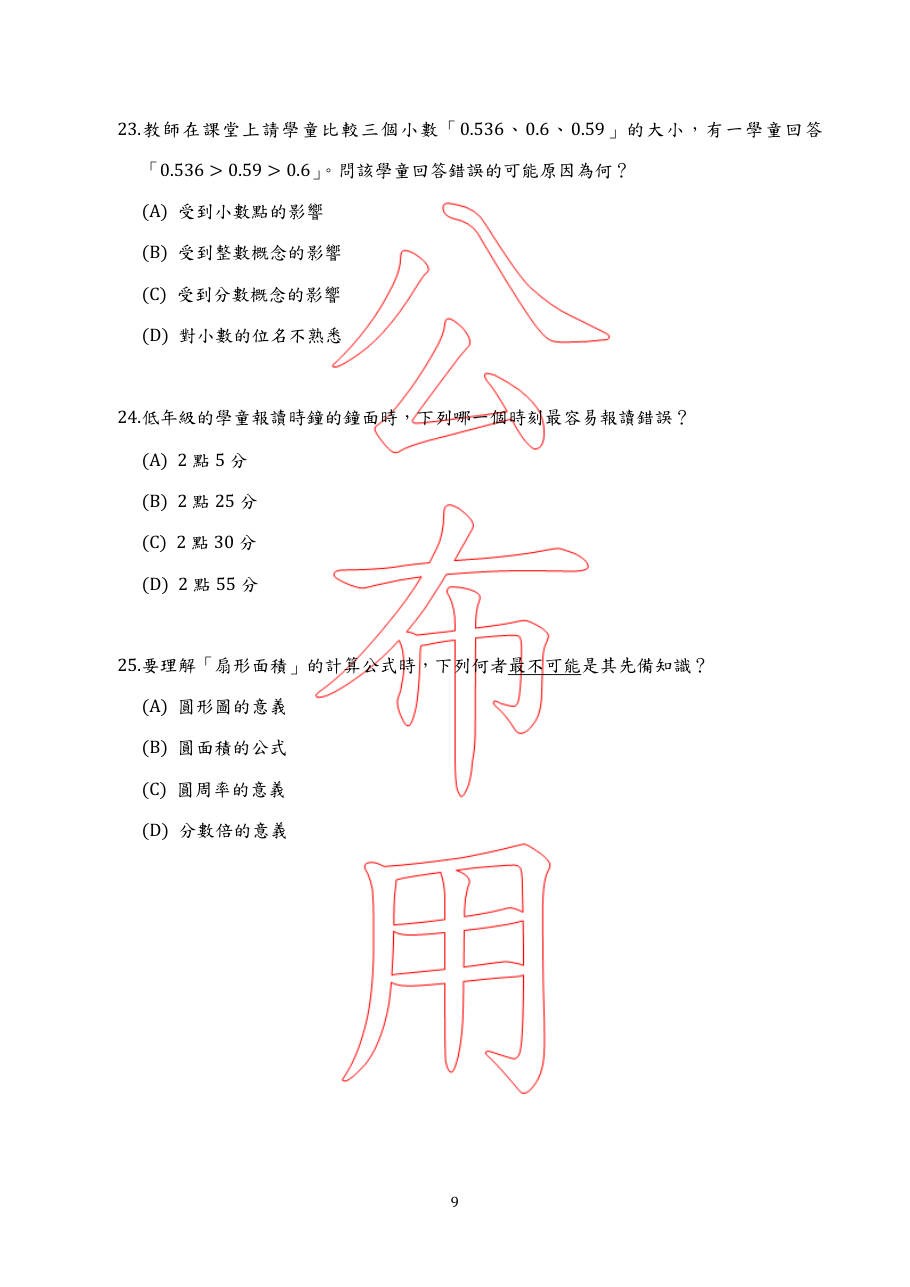 23.教師在課堂上請學童比較三個小數「0.536、0.6、0.59」的大小，有一學童回答
「0.536 > 0.59 > 0.6」。問該學童回答錯誤的可能原因為何？
(A) 受到小數點的影響
(B) 受到整數概念的影響
(C) 受到分數概念的影響
(D) 對小數的位名不熟悉
24.低年級的學童報讀時鐘的鐘面時，下列哪一個時刻最容易報讀錯誤？
(A) 2 點 5 分
(B) 2 點 25 分
(C) 2 點 30 分
(D) 2 點 55 分
25.要理解「扇形面積」的計算公式時，下列何者最不可能是其先備知識？
(A) 圓形圖的意義
(B) 圓面積的公式
(C) 圓周率的意義
(D) 分數倍的意義
公
布
用
9